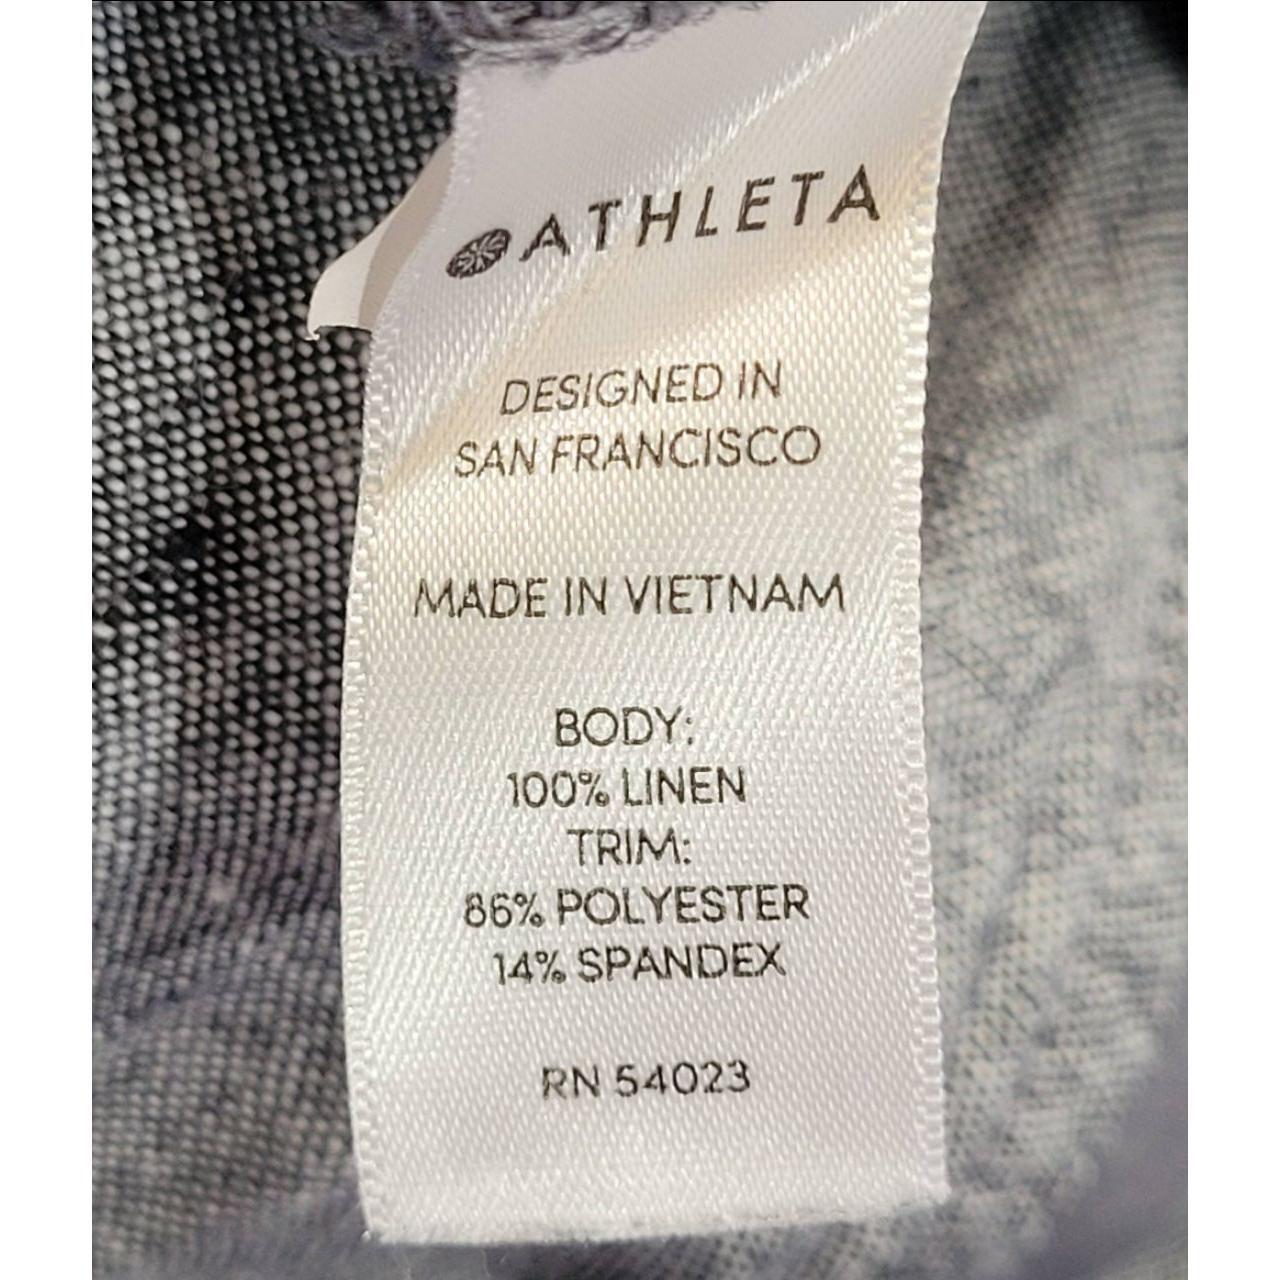 ATHLETA
DESIGNED IN
SAN FRANCISCO
MADE IN VIETNAM
BODY:
100% LINEN
TRIM:
86% POLYESTER
14% SPANDEX
RN 54023